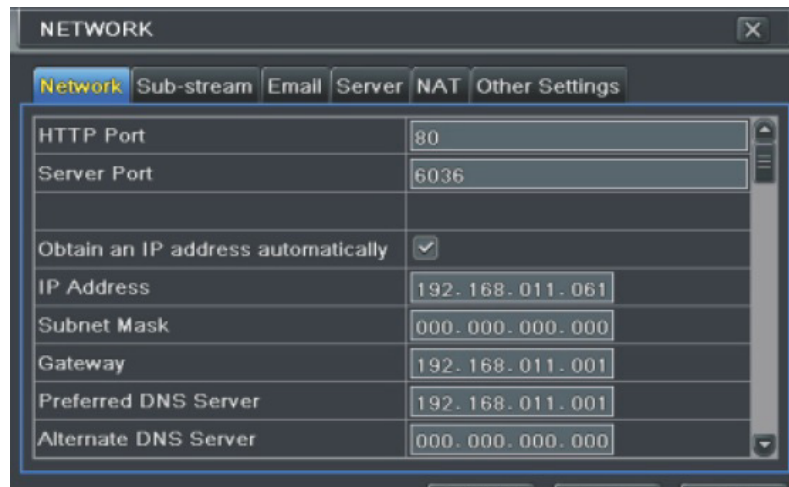 NETWORK
Network Sub-stream Email Server NAT Other Settings
HTTP Port 80
Server Port 6036
Obtain an IP address automatically
IP Address 192.168.011.061
Subnet Mask 000.000.000.000
Gateway 192.168.011.001
Preferred DNS Server 192.168.011.001
Alternate DNS Server 000.000.000.000